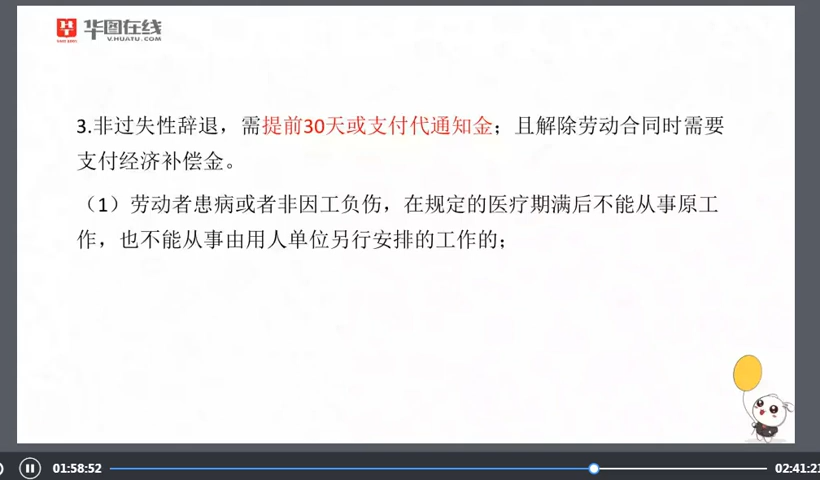 华图在线
V.HUATU.COM
3.非过失性辞退，需提前30天或支付代通知金；且解除劳动合同时需要
支付经济补偿金。
（1）劳动者患病或者非因工负伤，在规定的医疗期满后不能从事原工
作，也不能从事由用人单位另行安排的工作的；
01:58:52
02:41:21